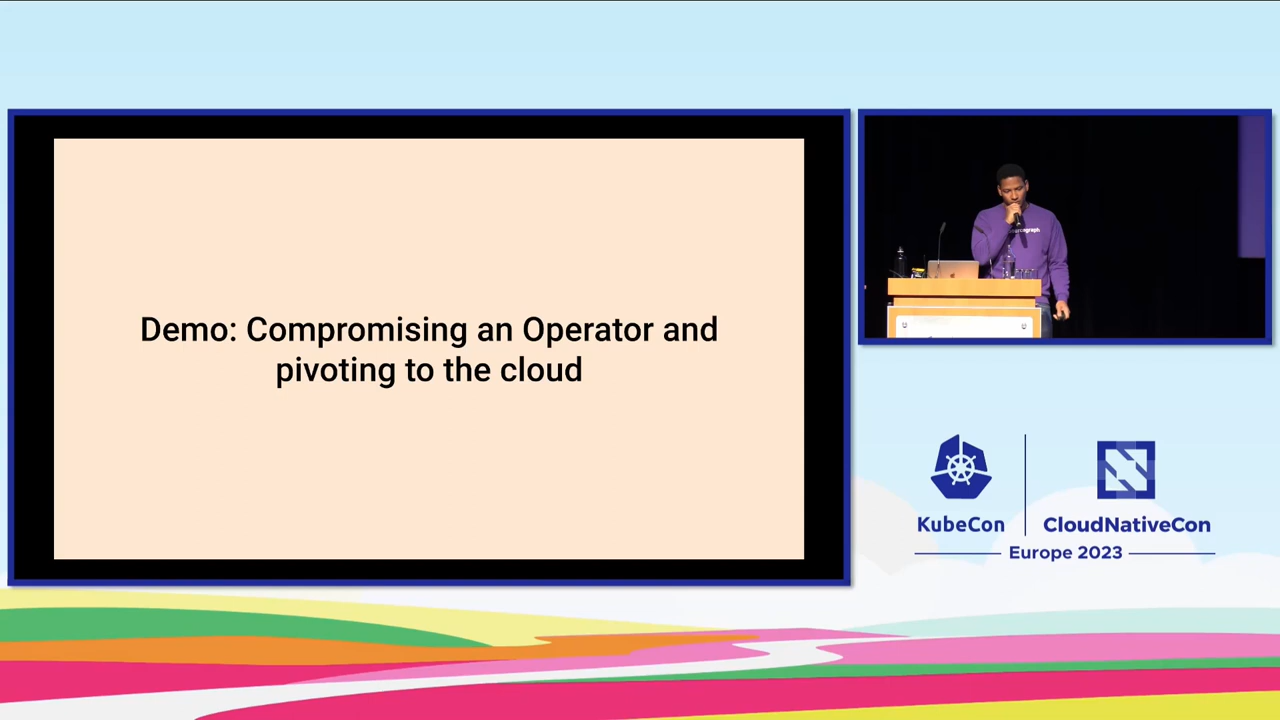 Demo: Compromising an Operator and
pivoting to the cloud
KubeCon
CloudNativeCon
Europe 2023